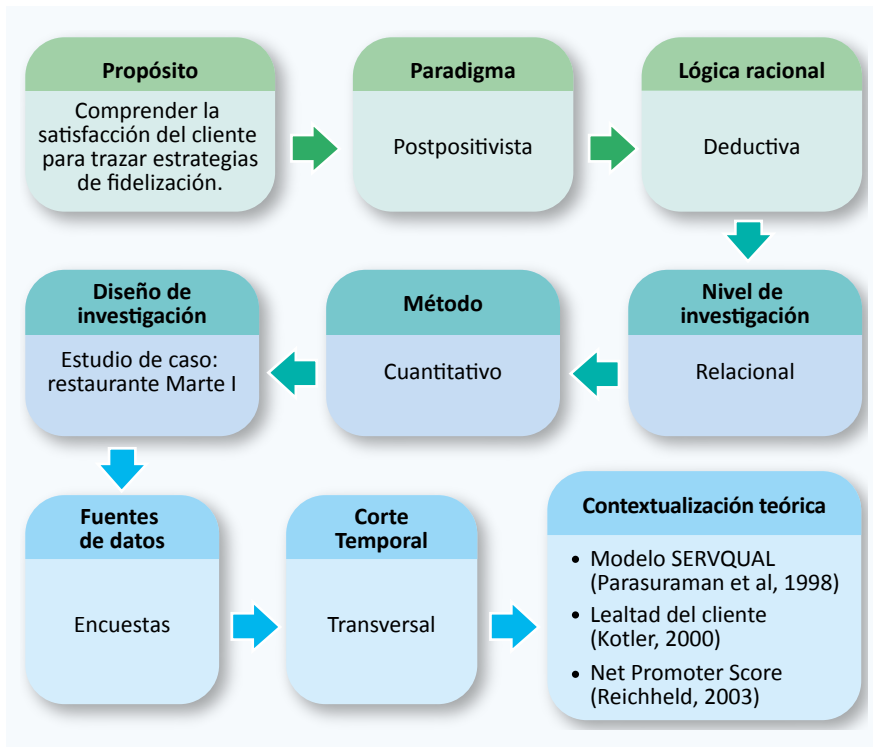 Propósito
Comprender la
satisfacción del cliente
para trazar estrategias
de fidelización.
Paradigma
Postpositivista
Lógica racional
Deductiva
Nivel de
investigación
Relacional
Método
Cuantitativo
Diseño de
investigación
Estudio de caso:
restaurante Marte I
Fuentes
de datos
Encuestas
Corte
Temporal
Transversal
Contextualización teórica
• Modelo SERVQUAL
(Parasuraman et al, 1998)
• Lealtad del cliente
(Kotler, 2000)
• Net Promoter Score
(Reichheld, 2003)